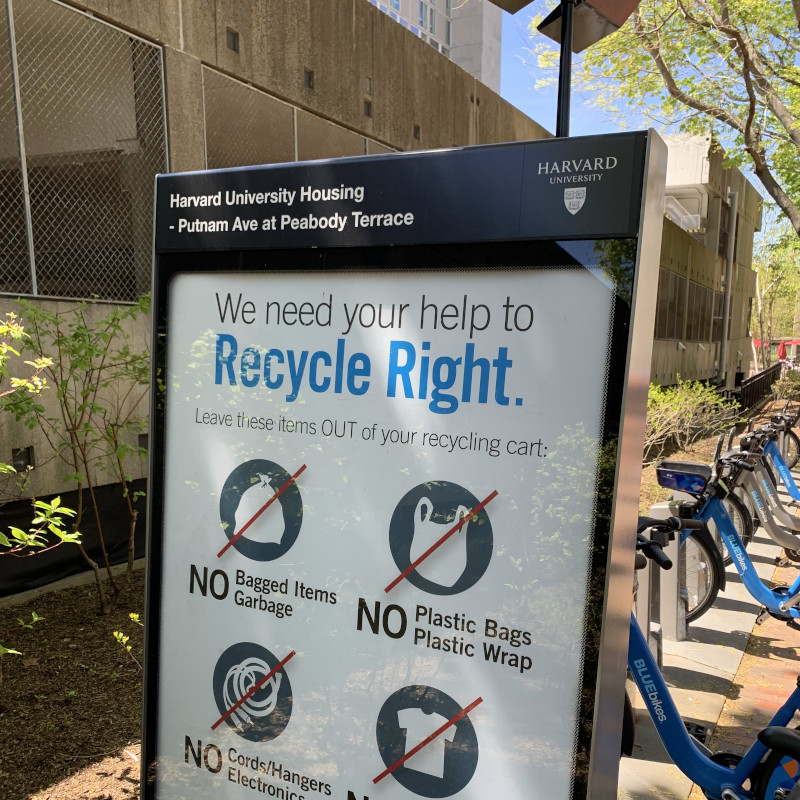 HARVARD
UNIVERSITY
Harvard University Housing
- Putnam Ave at Peabody Terrace
We need your help to
Recycle Right.
Leave these items OUT of your recycling cart:
NO Bagged Items
Garbage
NO Plastic Bags
Plastic Wrap
NO Cords/Hangers
Electronics
BLUEbikes
BLUEbikes.